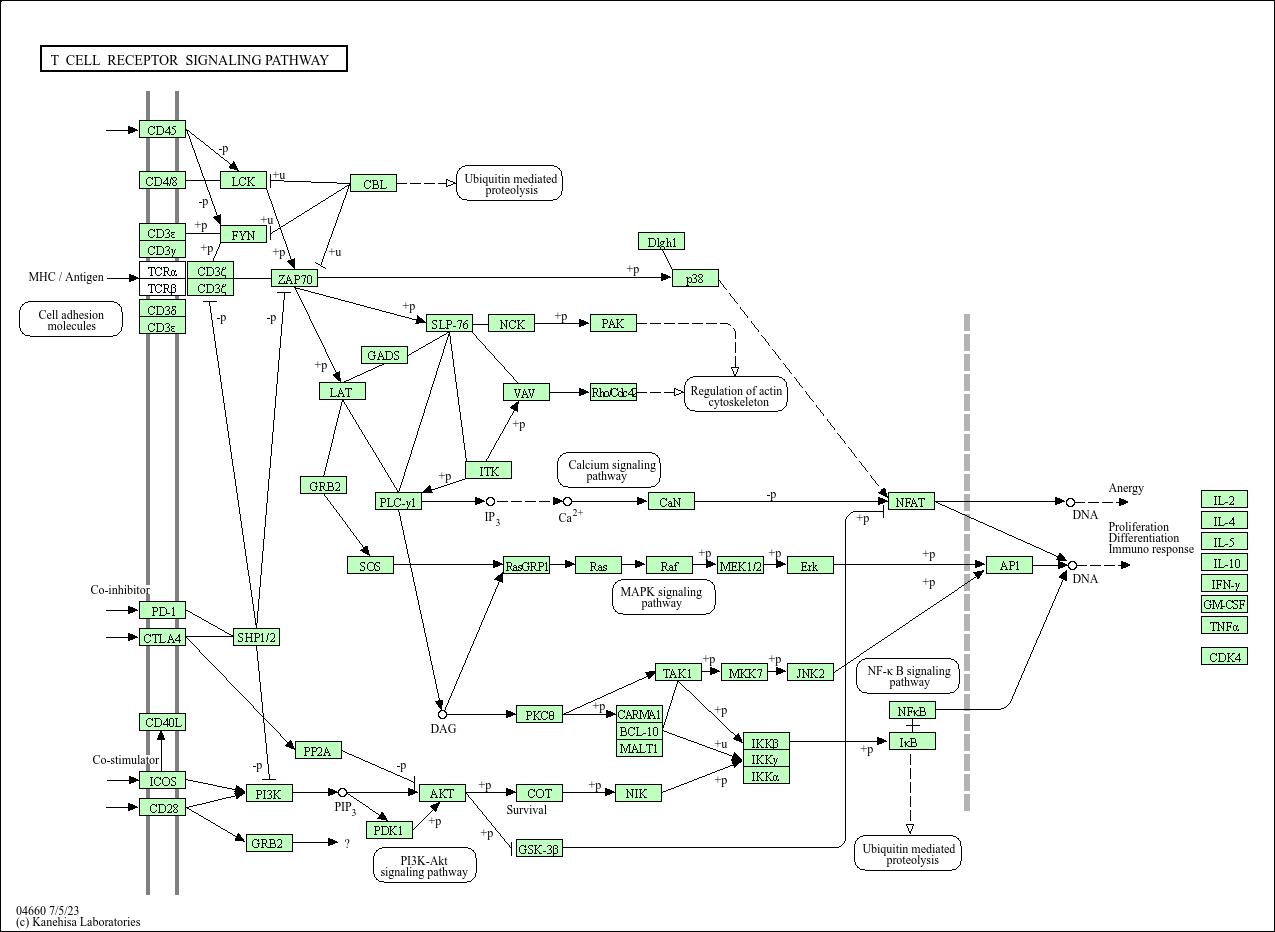 T CELL RECEPTOR SIGNALING PATHWAY
CD45
-p
CD4/8
LCK
+u
CBL
Ubiquitin mediated
proteolysis
-p
+u
CD3ε
+p
FYN
CD3γ
+p
+p
+u
Dlgh1
MHC / Antigen
TCRα
CD3ζ
ZAP70
+p
p38
TCRβ
CD3ζ
Cell adhesion
molecules
CD3δ
CD3ε
-p
-p
+p
SLP-76
NCK
+p
PAK
GADS
+p
LAT
VAV
Rho/Cdc42
Regulation of actin
cytoskeleton
+p
Calcium signaling
pathway
ITK
+p
GRB2
PLC-γ1
IP3
Ca2+
CaN
-p
NFAT
+p
DNA
Anergy
Proliferation
Differentiation
Immuno response
SOS
RasGRP1
Ras
Raf
+p
MEK1/2
+p
Erk
+p
+p
AP1
DNA
MAPK signaling
pathway
IL-2
IL-4
IL-5
IL-10
IFN-γ
GM-CSF
TNFα
CDK4
Co-inhibitor
PD-1
CTLA4
SHP1/2
TAK1
+p
MKK7
+p
JNK2
NF-κ B signaling
pathway
DAG
PKCθ
+p
CARMA1
BCL-10
MALT1
+p
+u
+p
NFκB
IκB
IKKβ
IKKγ
IKKα
+p
CD40L
Co-stimulator
PP2A
-p
-p
ICOS
CD28
PI3K
PIP3
AKT
+p
COT
+p
NIK
Survival
PDK1
+p
+p
GRB2
?
GSK-3β
PI3K-Akt
signaling pathway
Ubiquitin mediated
proteolysis
04660 7/5/23
(c) Kanehisa Laboratories